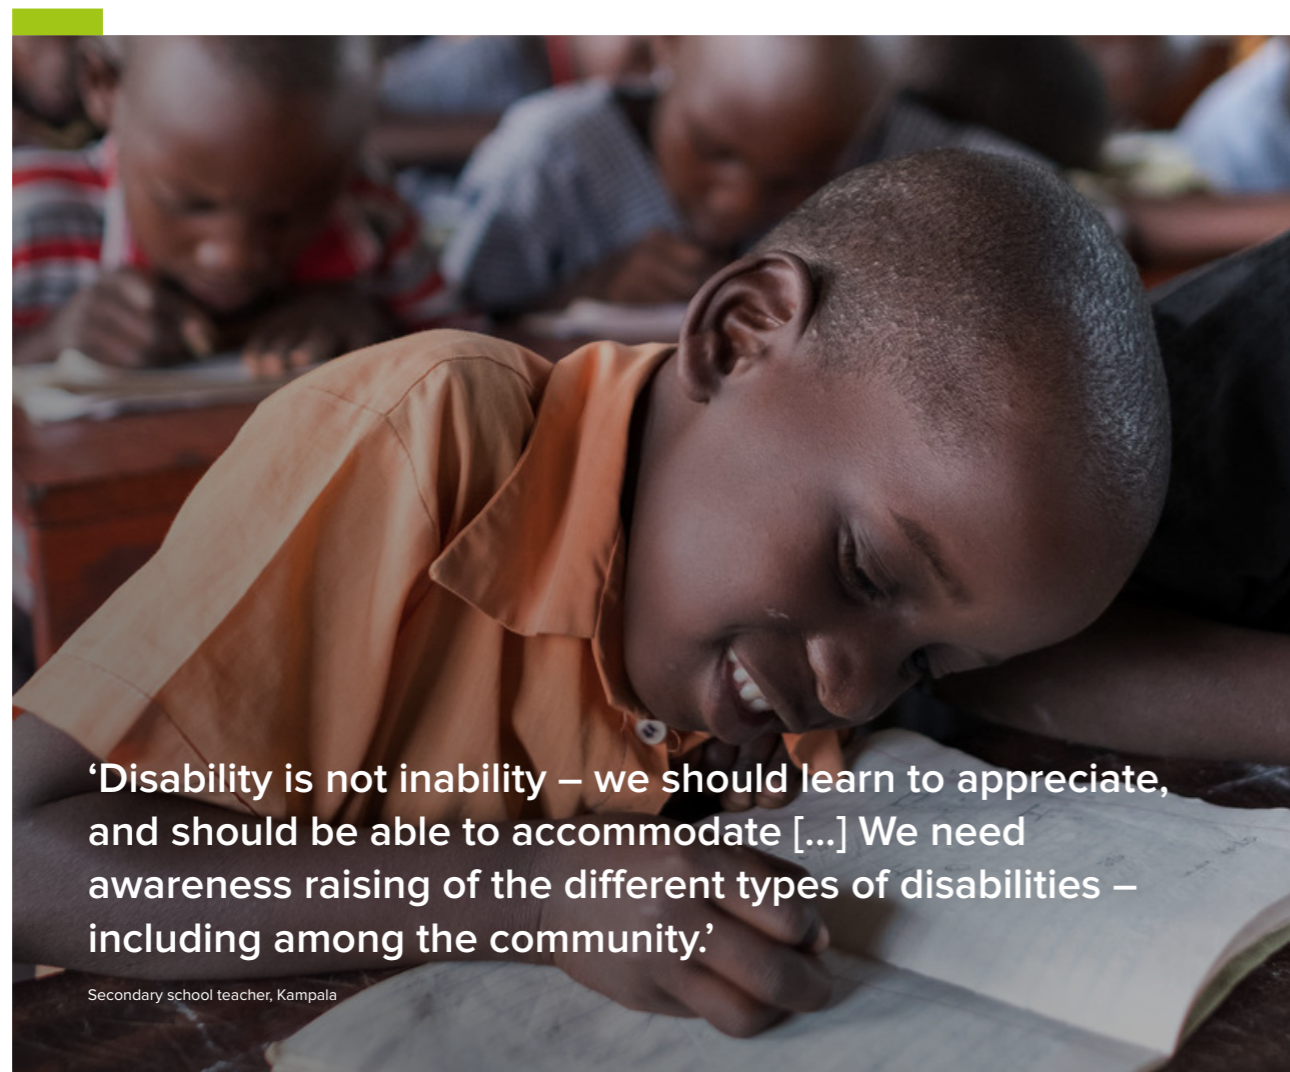 ‘Disability is not inability – we should learn to appreciate,
and should be able to accommodate [...] We need
awareness raising of the different types of disabilities –
including among the community.’
Secondary school teacher, Kampala